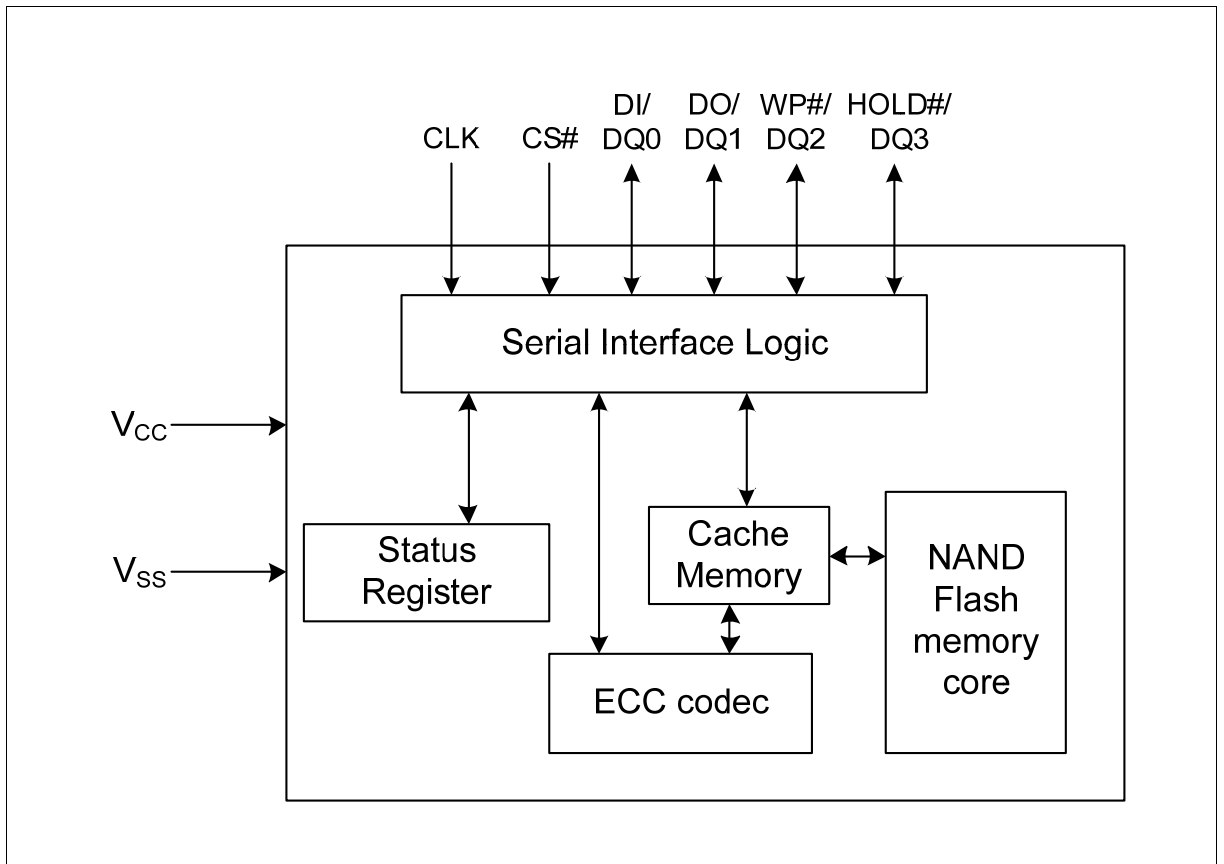 CLK
CS#
DI/
DQ0
DO/
DQ1
WP#/
DQ2
HOLD#/
DQ3
Serial Interface Logic
VCC
VSS
Status
Register
Cache
Memory
NAND
Flash
memory
core
ECC codec